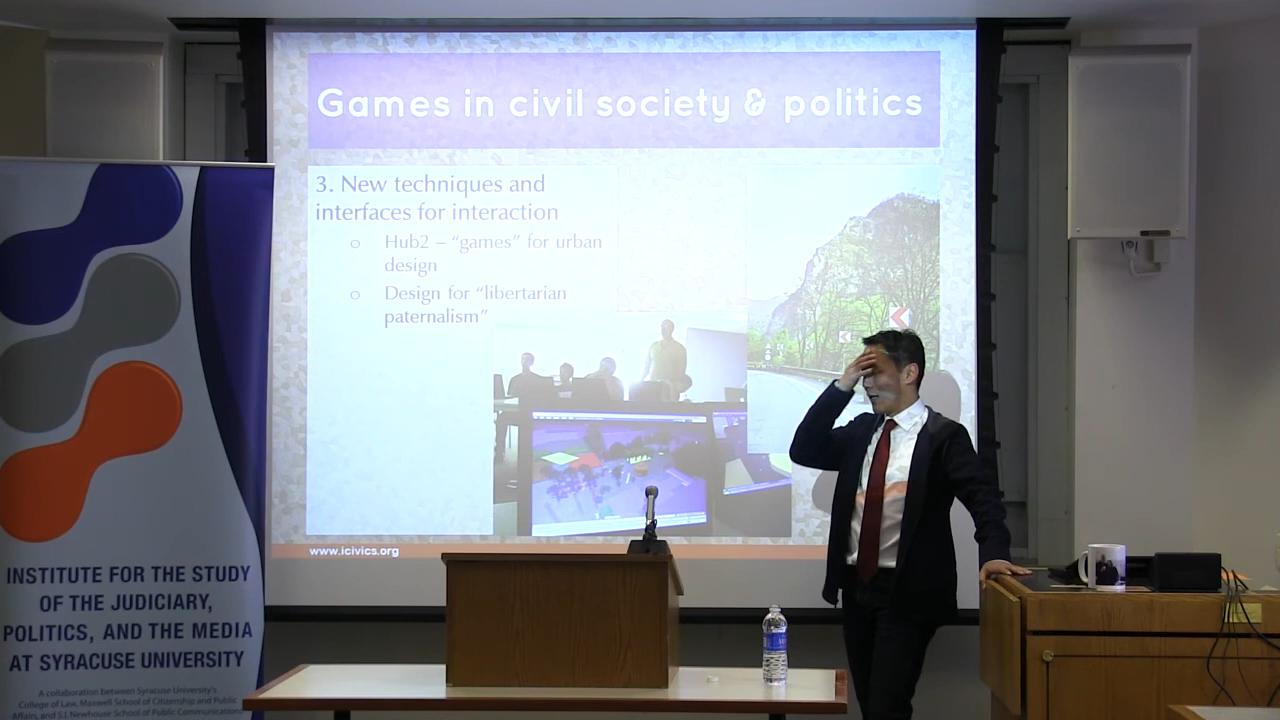 Games in civil society & politics
3. New techniques and
interfaces for interaction
Hub2 – “games” for urban
design
Design for “libertarian
paternalism”
www.icivics.org
INSTITUTE FOR THE STUDY
OF THE JUDICIARY,
POLITICS, AND THE MEDIA
AT SYRACUSE UNIVERSITY
A collaboration between Syracuse University's
College of Law, Maxwell School of Citizenship and Public
Affairs, and S.I. Newhouse School of Public Communications